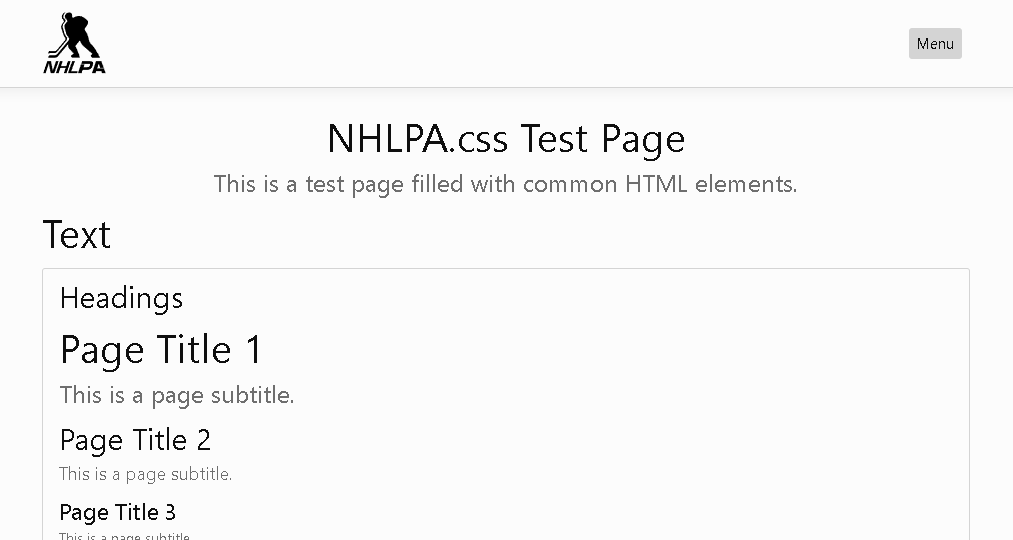 NHLPA
Menu
NHLPA.css Test Page
This is a test page filled with common HTML elements.
Text
Headings
Page Title 1
This is a page subtitle.
Page Title 2
This is a page subtitle.
Page Title 3
This is a page subtitle.